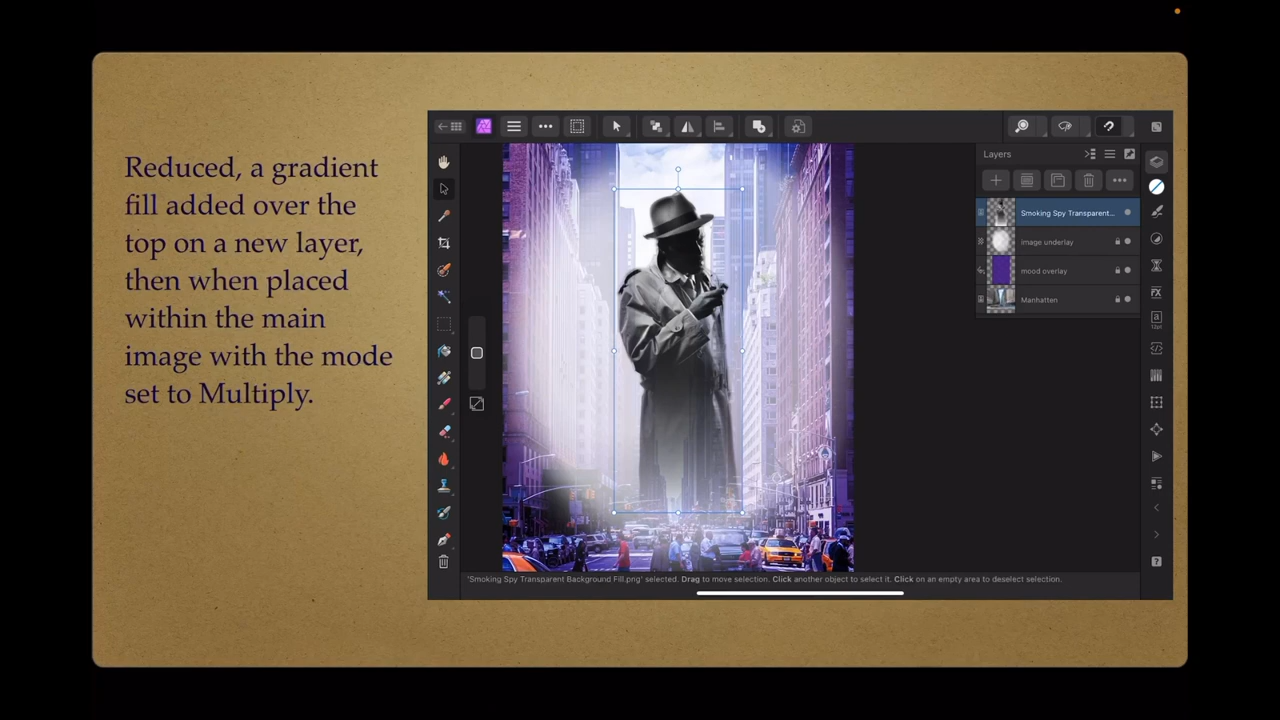 Reduced, a gradient
fill added over the
top on a new layer,
then when placed
within the main
image with the mode
set to Multiply.
Layers
Smoking Spy Transparent...
image underlay
mood overlay
Manhatten
FX
a
12pt
?
'Smoking Spy Transparent Background Fill.png' selected. Drag to move selection. Click another object to select it. Click on an empty area to deselect selection.